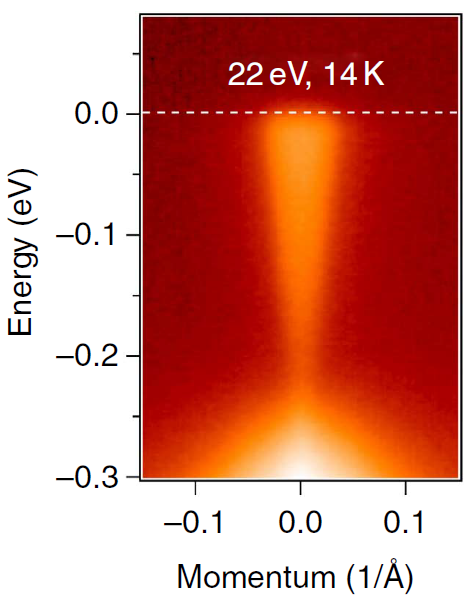 22 eV, 14 K
0.0
−0.1
−0.2
−0.3
Energy (eV)
−0.1 0.0 0.1
Momentum (1/Å)